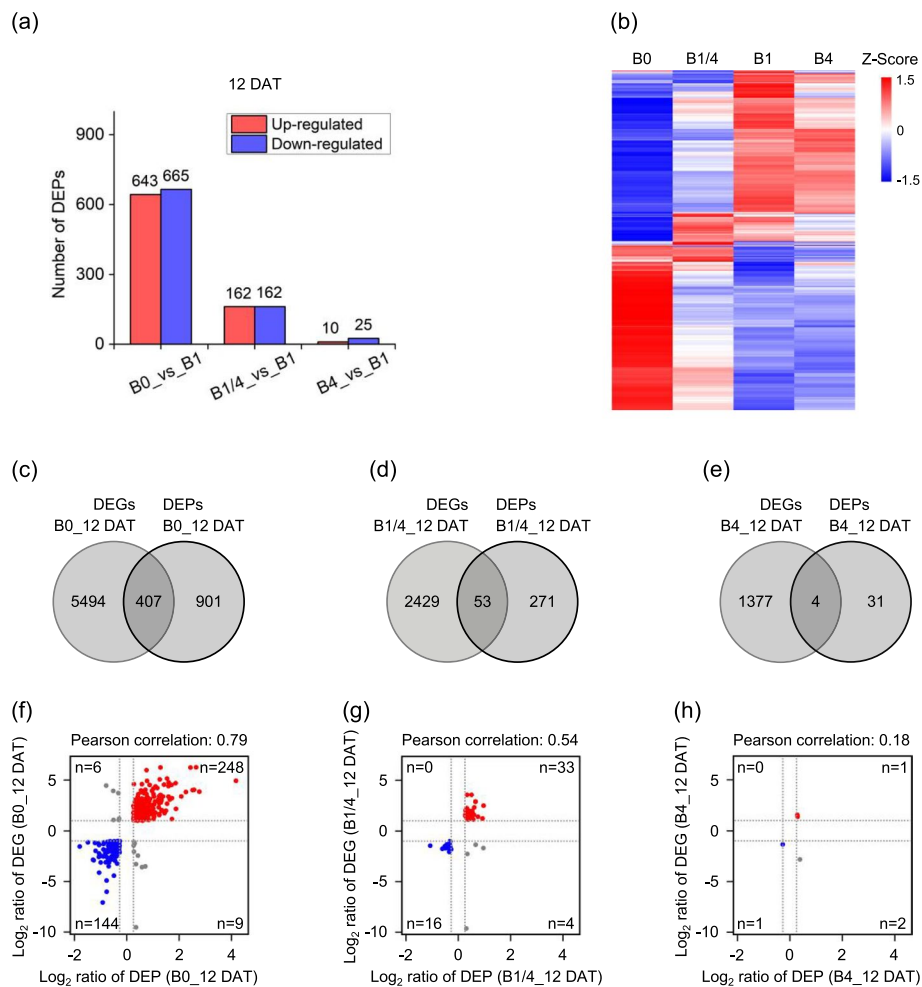 (a)
12 DAT
Number of DEPs
900
600
300
0
Up-regulated
Down-regulated
643
665
162
162
10
25
B0_vs_B1
B1/4_vs_B1
B4_vs_B1
(b)
B0
B1/4
B1
B4
Z-Score
1.5
0
-1.5
(c)
DEGs
B0_12 DAT
DEPs
B0_12 DAT
5494
407
901
(d)
DEGs
B1/4_12 DAT
DEPs
B1/4_12 DAT
2429
53
271
(e)
DEGs
B4_12 DAT
DEPs
B4_12 DAT
1377
4
31
(f)
Pearson correlation: 0.79
Log2 ratio of DEG (B0_12 DAT)
5
0
-5
-10
n=6
n=248
n=144
n=9
-2
0
2
4
Log2 ratio of DEP (B0_12 DAT)
(g)
Pearson correlation: 0.54
Log2 ratio of DEG (B1/4_12 DAT)
5
0
-5
-10
n=0
n=33
n=16
n=4
-2
0
2
4
Log2 ratio of DEP (B1/4_12 DAT)
(h)
Pearson correlation: 0.18
Log2 ratio of DEG (B4_12 DAT)
5
0
-5
-10
n=0
n=1
n=1
n=2
-2
0
2
4
Log2 ratio of DEP (B4_12 DAT)